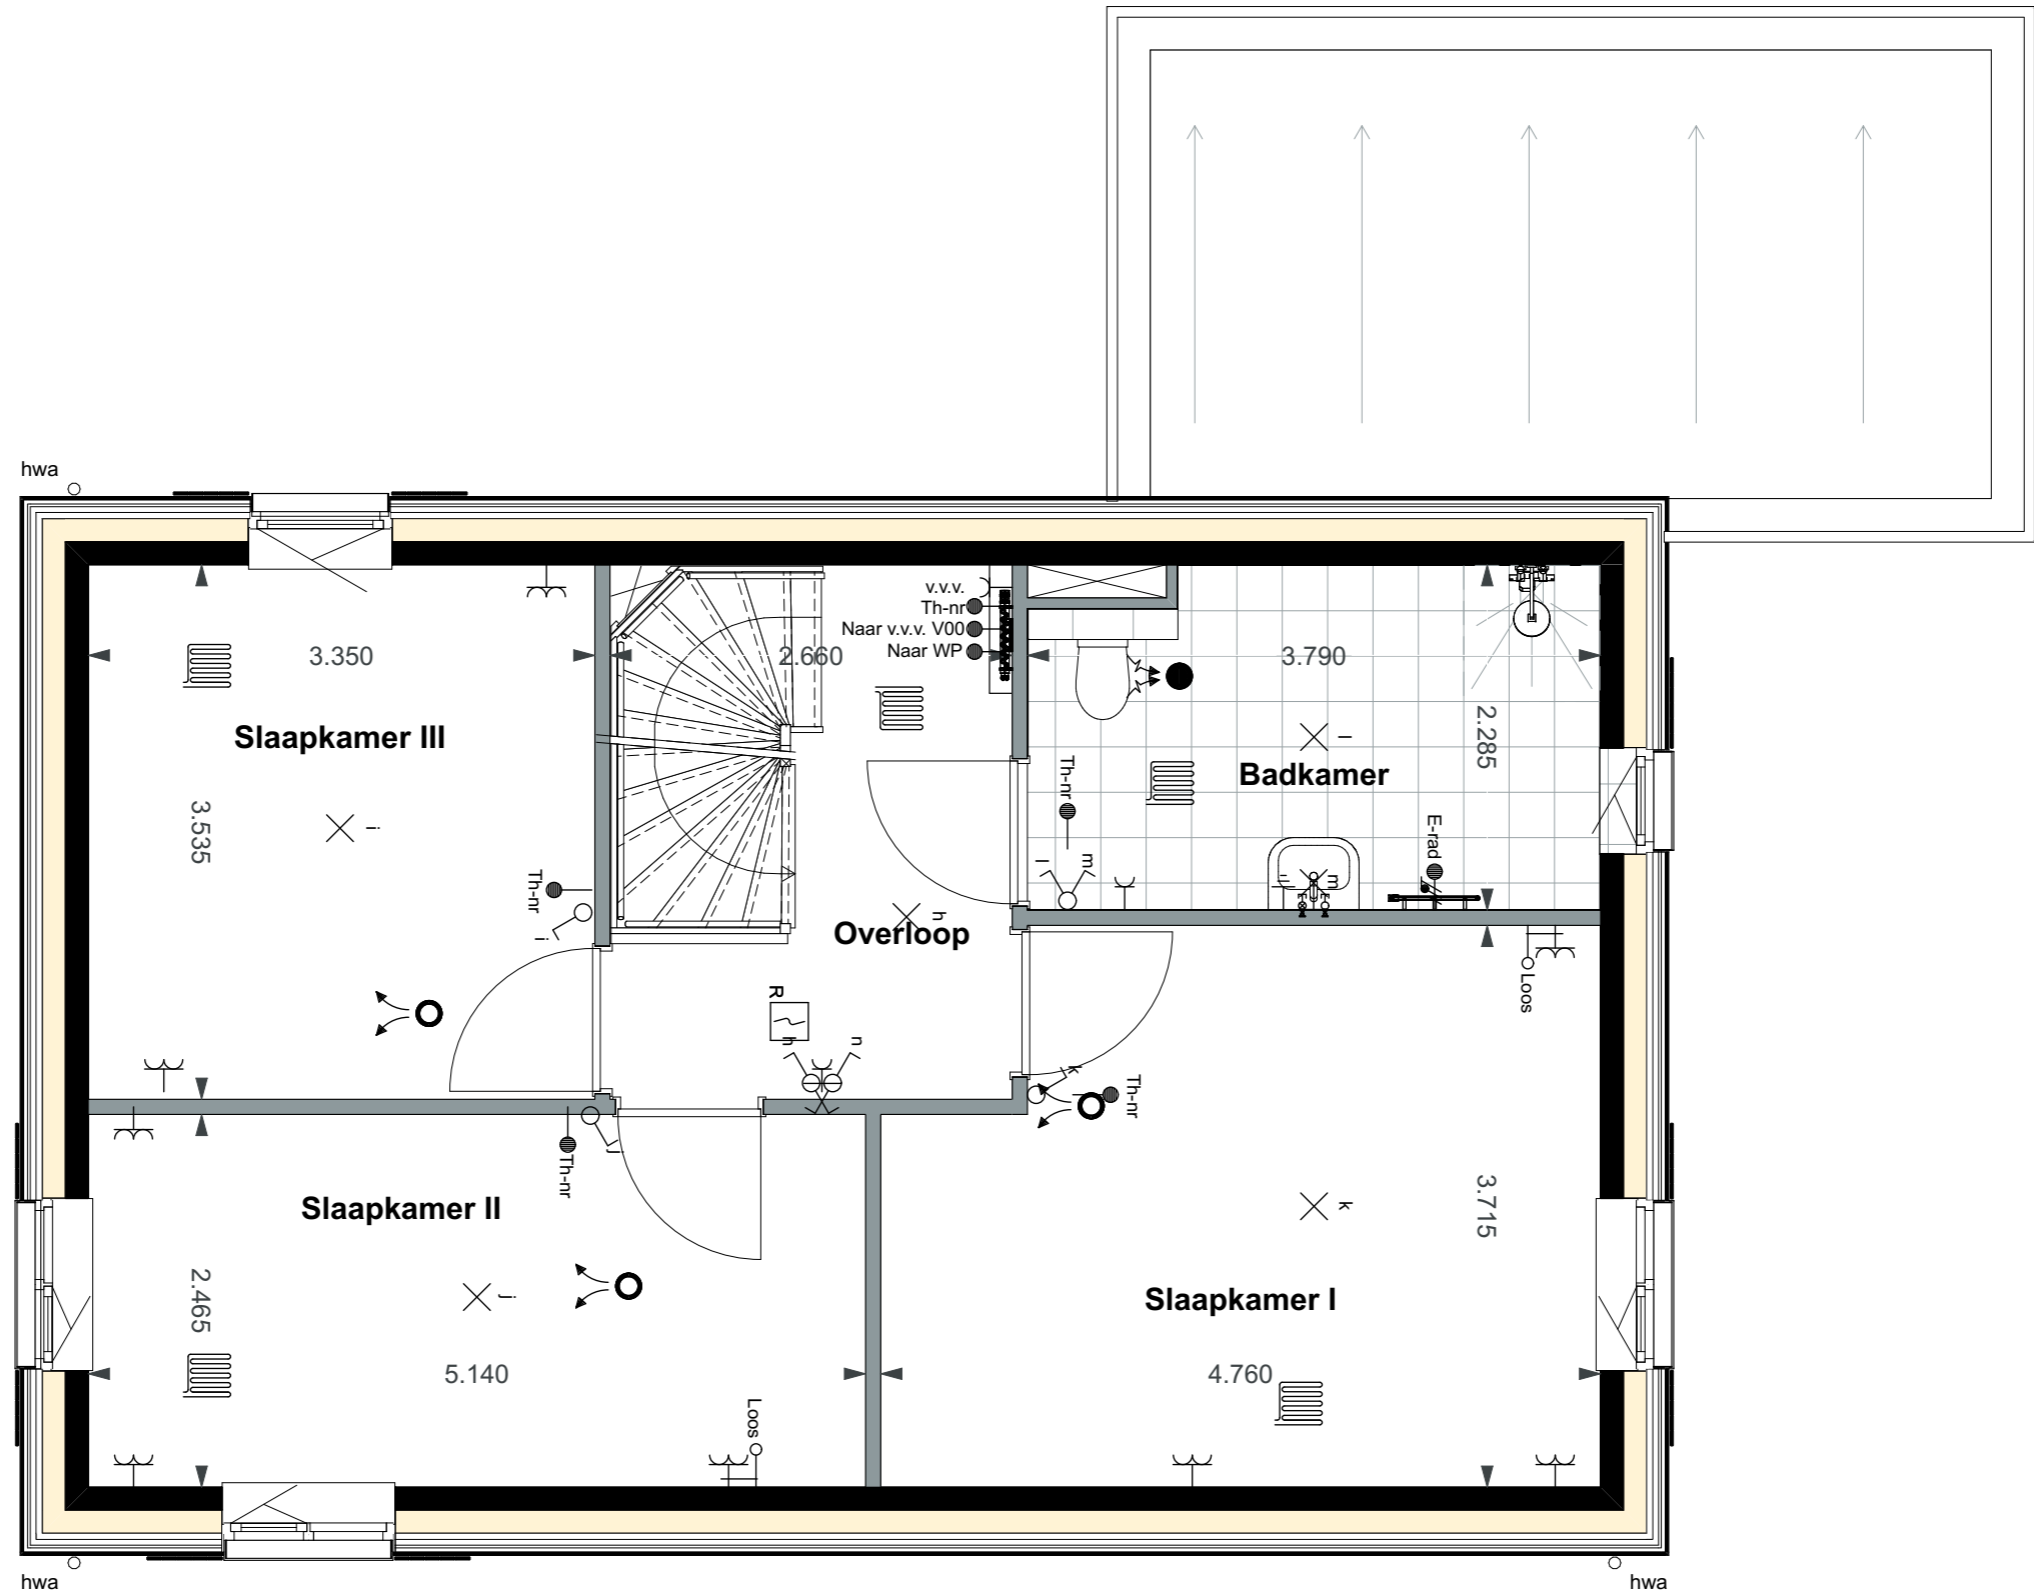 hwa
v.v.v.
Th-nr
Naar v.v.v. V00
Naar WP
3.350
2.660
3.790
2.285
Slaapkamer III
l
Th-nr
Badkamer
3.535
i
E-rad
l
m
l
m
Th-nr
i
h
Overloop
Loos
R
h
n
k
Th-nr
j
Th-nr
Slaapkamer II
k
3.715
2.465
j
Slaapkamer I
5.140
4.760
Loos
hwa
hwa